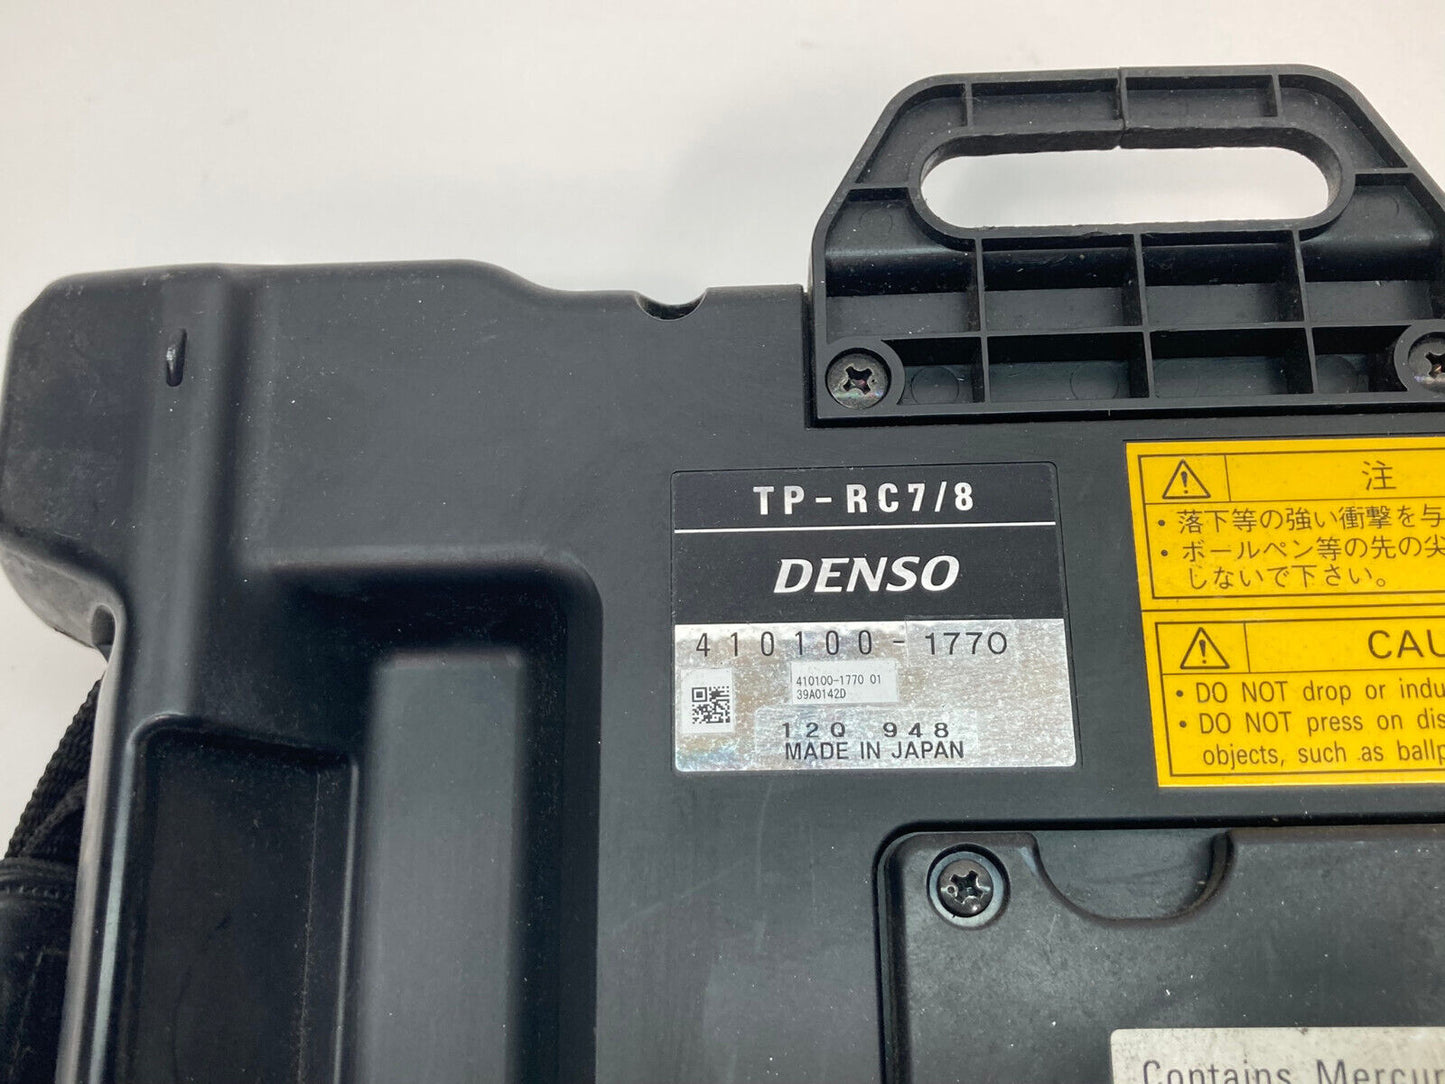 TP-RC7/8
DENSO
410100-1770
410100-1770 01
39A0142D
12Q 948
MADE IN JAPAN
注
・落下等の強い衝撃を与
・ボールペン等の先の尖
しないで下さい。
CAU
• DO NOT drop or indu
• DO NOT press on dis
objects, such as ballp
Contains Mercur